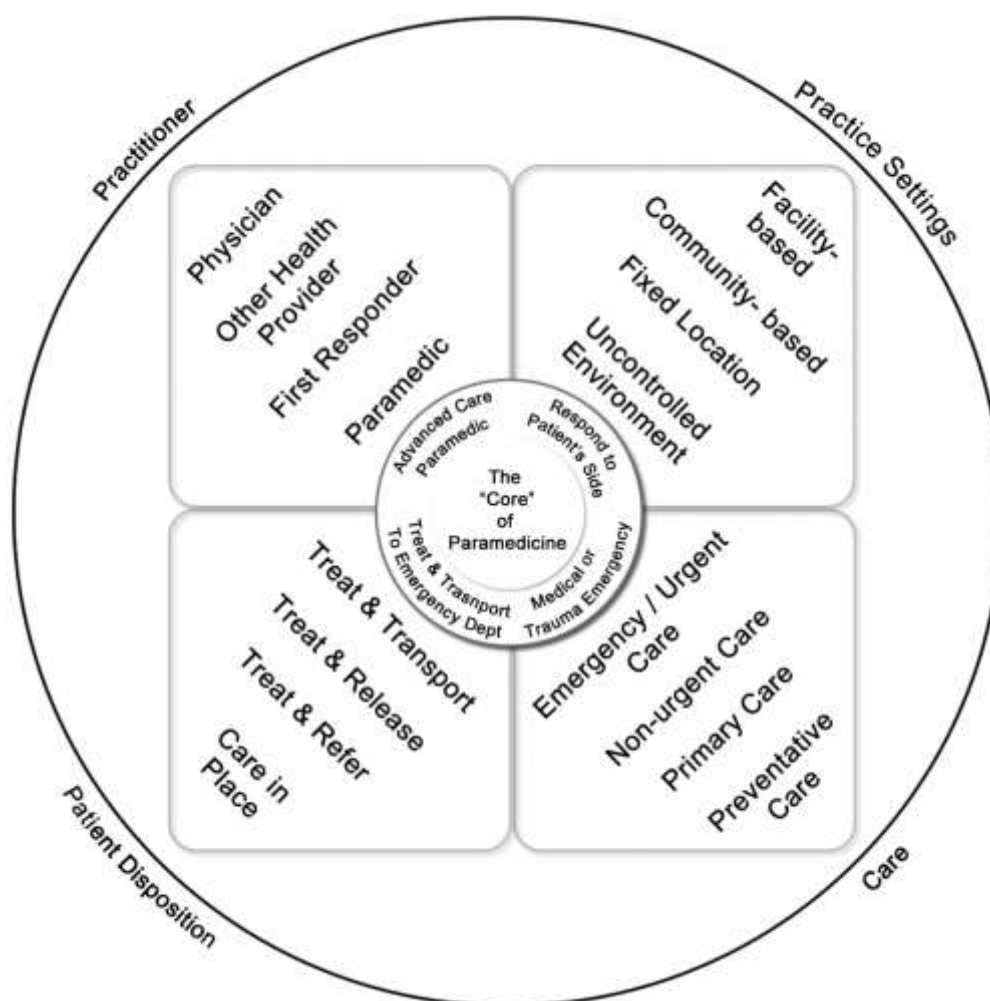 Practitioner
Practice Settings
Physician
Other Health
Provider
First Responder
Paramedic
Facility-
based
Community- based
Fixed Location
Uncontrolled
Environment
Advanced Care
Paramedic
Respond to
Patient's Side
The
"Core"
of
Paramedicine
Treat & Trasnport
To Emergency Dept
Medical or
Trauma Emergency
Treat & Transport
Treat & Release
Treat & Refer
Care in
Place
Emergency / Urgent
Care
Non-urgent Care
Primary Care
Preventative
Care
Patient Disposition
Care